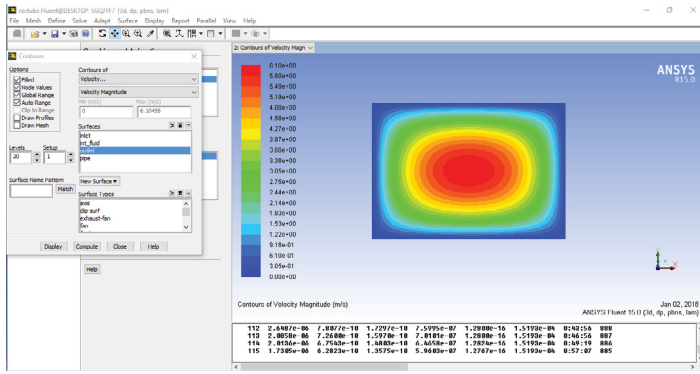 rectube Fluent@DESKTOP-5GQJTF7 [3d, dp, pbns, lam]
File Mesh Define Solve Adapt Surface Display Report Parallel View Help
Contours
Options
Filled
Node Values
Global Range
Auto Range
Clip to Range
Draw Profiles
Draw Mesh
Levels Setup
20 1
Surface Name Pattern
Match
Contours of
Velocity...
Velocity Magnitude
Min (m/s) Max (m/s)
0 6.10499
Surfaces
inlet
int_fluid
outlet
pipe
New Surface
Surface Types
axis
clip-surf
exhaust-fan
fan
Display Compute Close Help
Help
2: Contours of Velocity Magn
6.10e+00
5.80e+00
5.49e+00
5.19e+00
4.88e+00
4.58e+00
4.27e+00
3.97e+00
3.66e+00
3.36e+00
3.05e+00
2.75e+00
2.44e+00
2.14e+00
1.83e+00
1.53e+00
1.22e+00
9.16e-01
6.10e-01
3.05e-01
0.00e+00
ANSYS
R15.0
Z
X
Contours of Velocity Magnitude (m/s)
Jan 02, 2018
ANSYS Fluent 15.0 (3d, dp, pbns, lam)
112 2.6487e-06 7.8077e-10 1.7297e-10 7.5995e-07 1.2800e-16 1.5193e-04 0:43:56 888
113 2.0858e-06 7.2600e-10 1.5970e-10 7.0101e-07 1.2808e-16 1.5193e-04 0:46:56 887
114 2.0136e-06 6.7543e-10 1.4803e-10 6.4658e-07 1.2824e-16 1.5193e-04 0:49:19 886
115 1.7305e-06 6.2823e-10 1.3575e-10 5.9603e-07 1.2767e-16 1.5193e-04 0:57:07 885